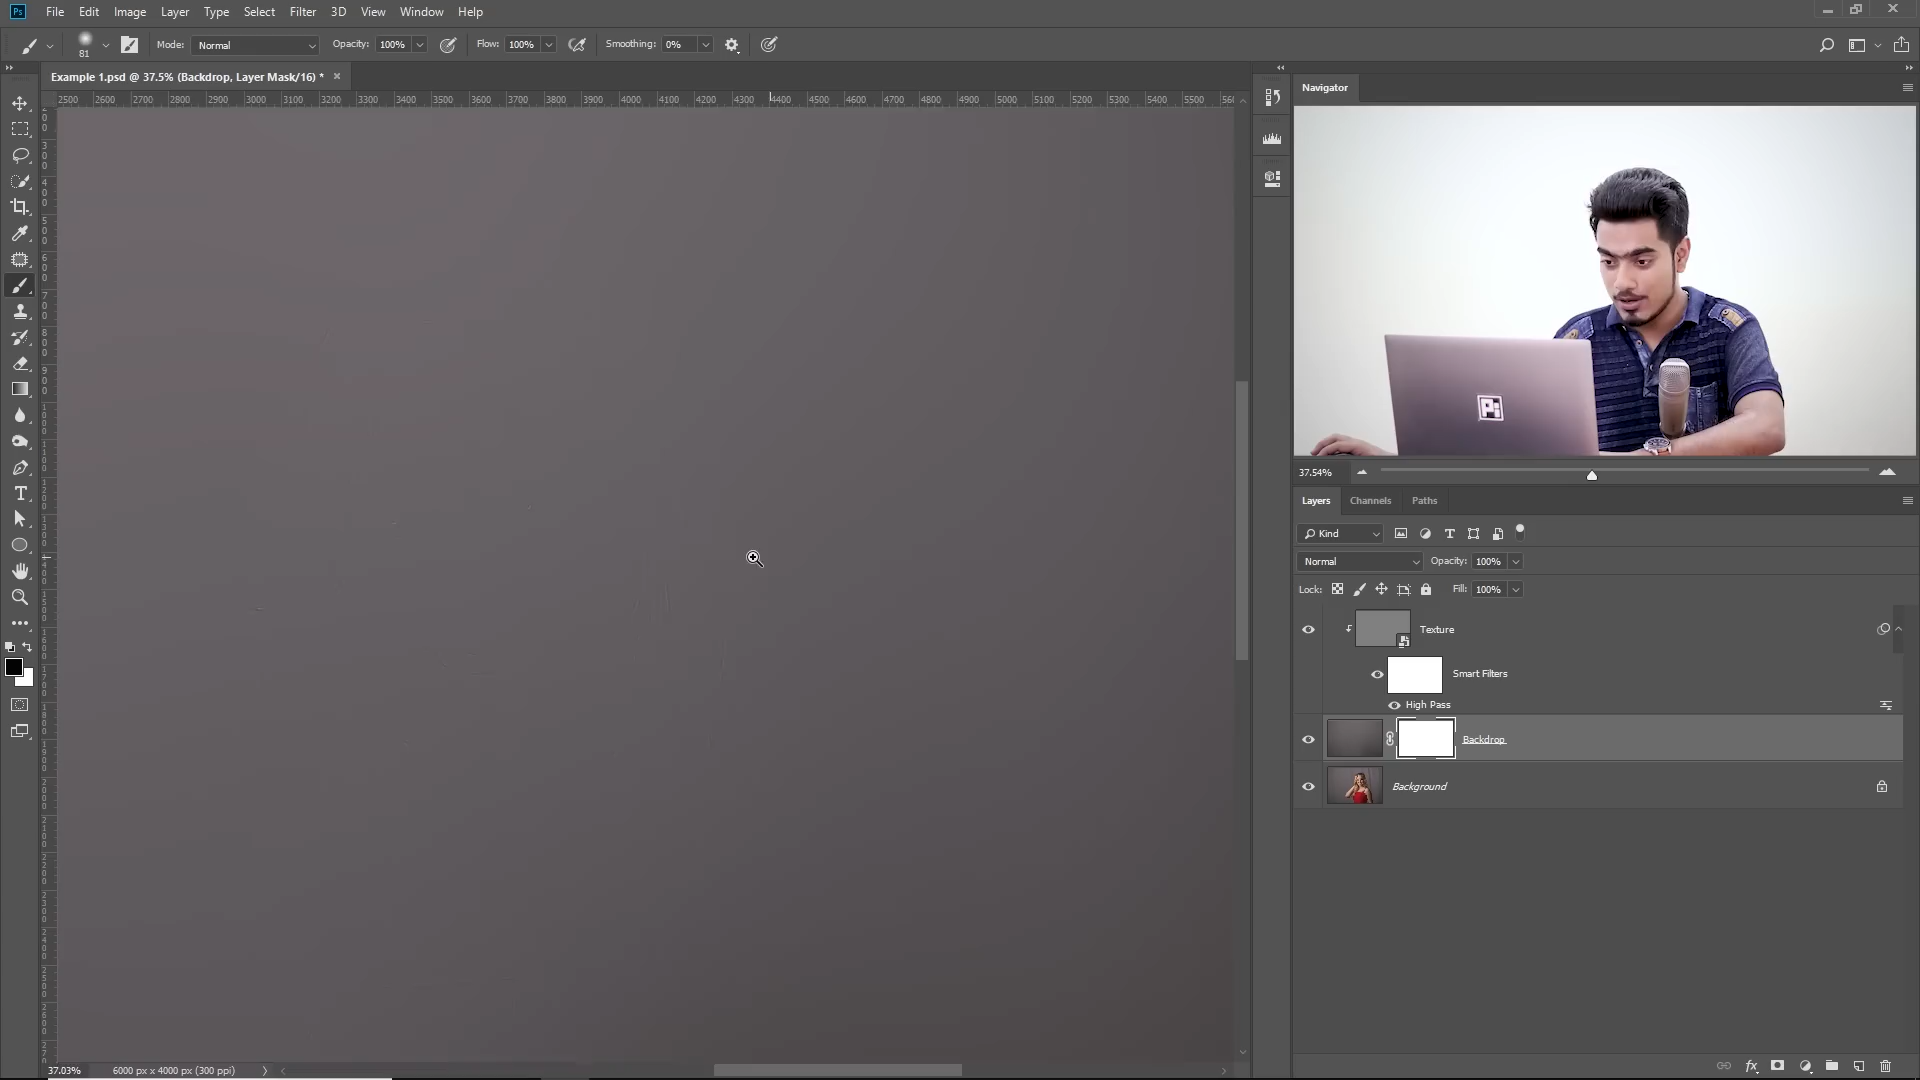 Ps File Edit Image Layer Type Select Filter 3D View Window Help
81 Mode: Normal Opacity: 100% Flow: 100% Smoothing: 0%
Example 1.psd @ 37.5% (Backdrop, Layer Mask/16) * ×
2500 2600 2700 2800 2900 3000 3100 3200 3300 3400 3500 3600 3700 3800 3900 4000 4100 4200 4300 4400 4500 4600 4700 4800 4900 5000 5100 5200 5300 5400 5500
Navigator
Pi
37.54%
Layers Channels Paths
Kind
Normal Opacity: 100%
Lock: Fill: 100%
Texture
Smart Filters
High Pass
Backdrop
Background
fx
37.03% 6000 px x 4000 px (300 ppi)